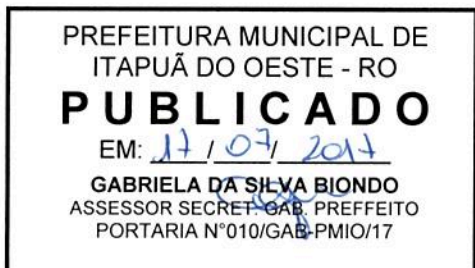 PREFEITURA MUNICIPAL DE
ITAPUÃ DO OESTE - RO
PUBLICADO
EM: 17 / 07 / 2017
GABRIELA DA SILVA BIONDO
ASSESSOR SECRET. GAB. PREFFEITO
PORTARIA N°010/GAB-PMIO/17